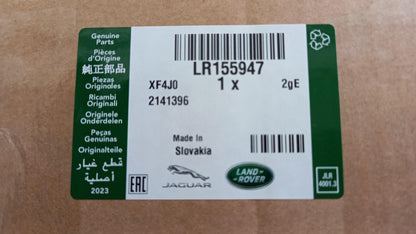 Genuine
Parts
Pièces
d'Origine
純正部品
Piezas
Originales
Ricambi
Originali
Originele
Onderdelen
Peças
Genuinas
Originalteile
قطع غيار
أصلية
2023
LR155947
XF4J0 1 x 2gE
2141396
Made In
Slovakia
EAC
JAGUAR
LAND
ROVER
JLR
4001.3